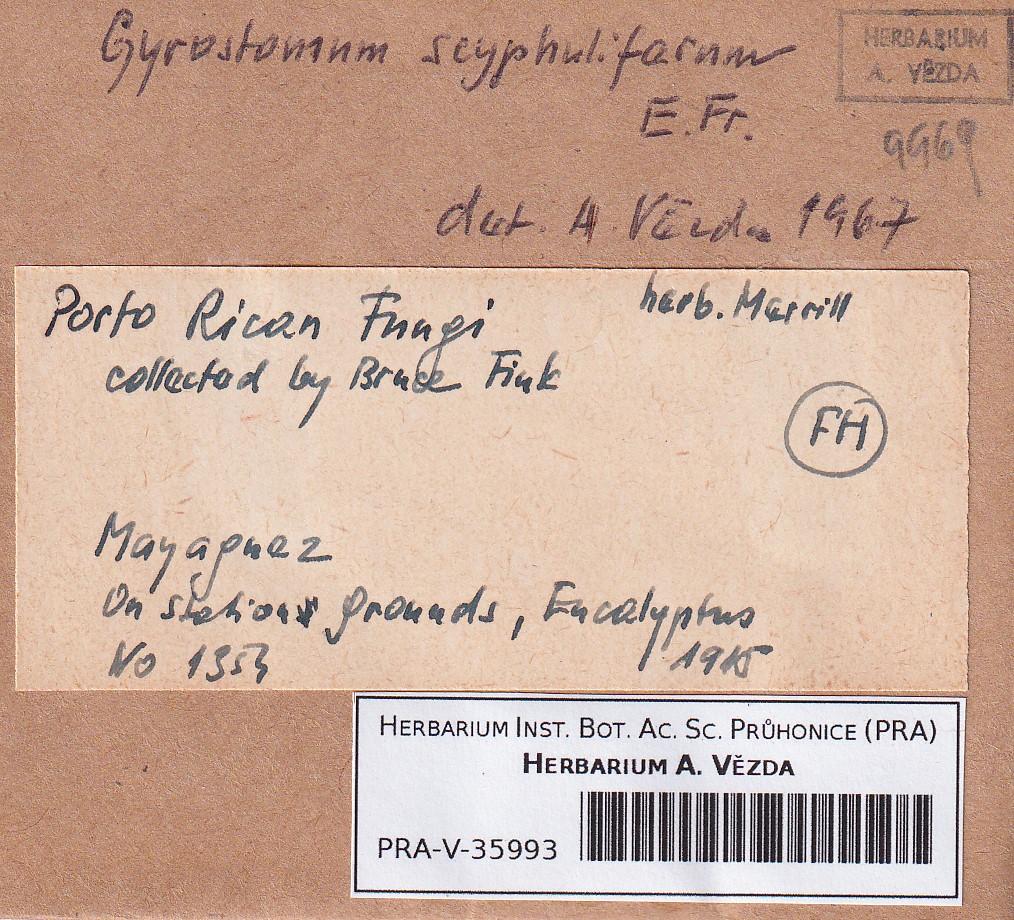 Gyrostomum scyphuliferum
E. Fr.
HERBARIUM
A. VĚZDA
9969
det. A. Vězda 1967
Porto Rican Fungi
herb. Merrill
collected by Bruce Fink
FH
Mayaguez
On stations grounds, Eucalyptus
No 1353
1915
HERBARIUM INST. BOT. AC. SC. PRŮHONICE (PRA)
HERBARIUM A. VĚZDA
PRA-V-35993